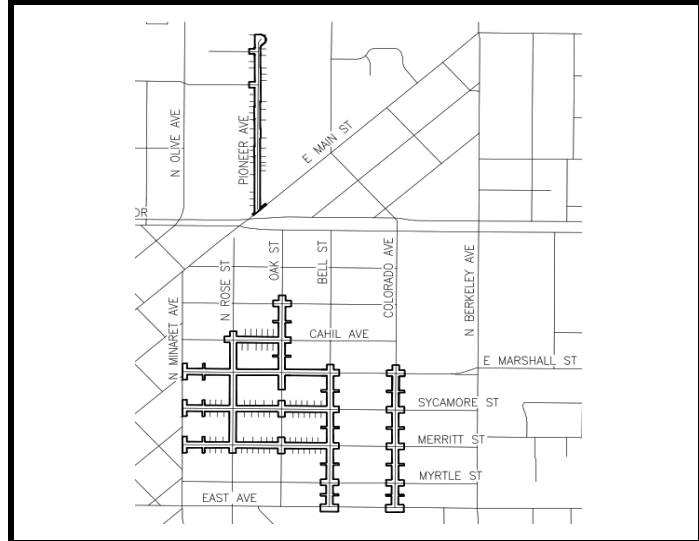 N OLIVE AVE
PIONEER AVE
E MAIN ST
DR
N ROSE ST
OAK ST
BELL ST
COLORADO AVE
N BERKELEY AVE
N MINARET AVE
CAHIL AVE
E MARSHALL ST
SYCAMORE ST
MERRITT ST
MYRTLE ST
EAST AVE